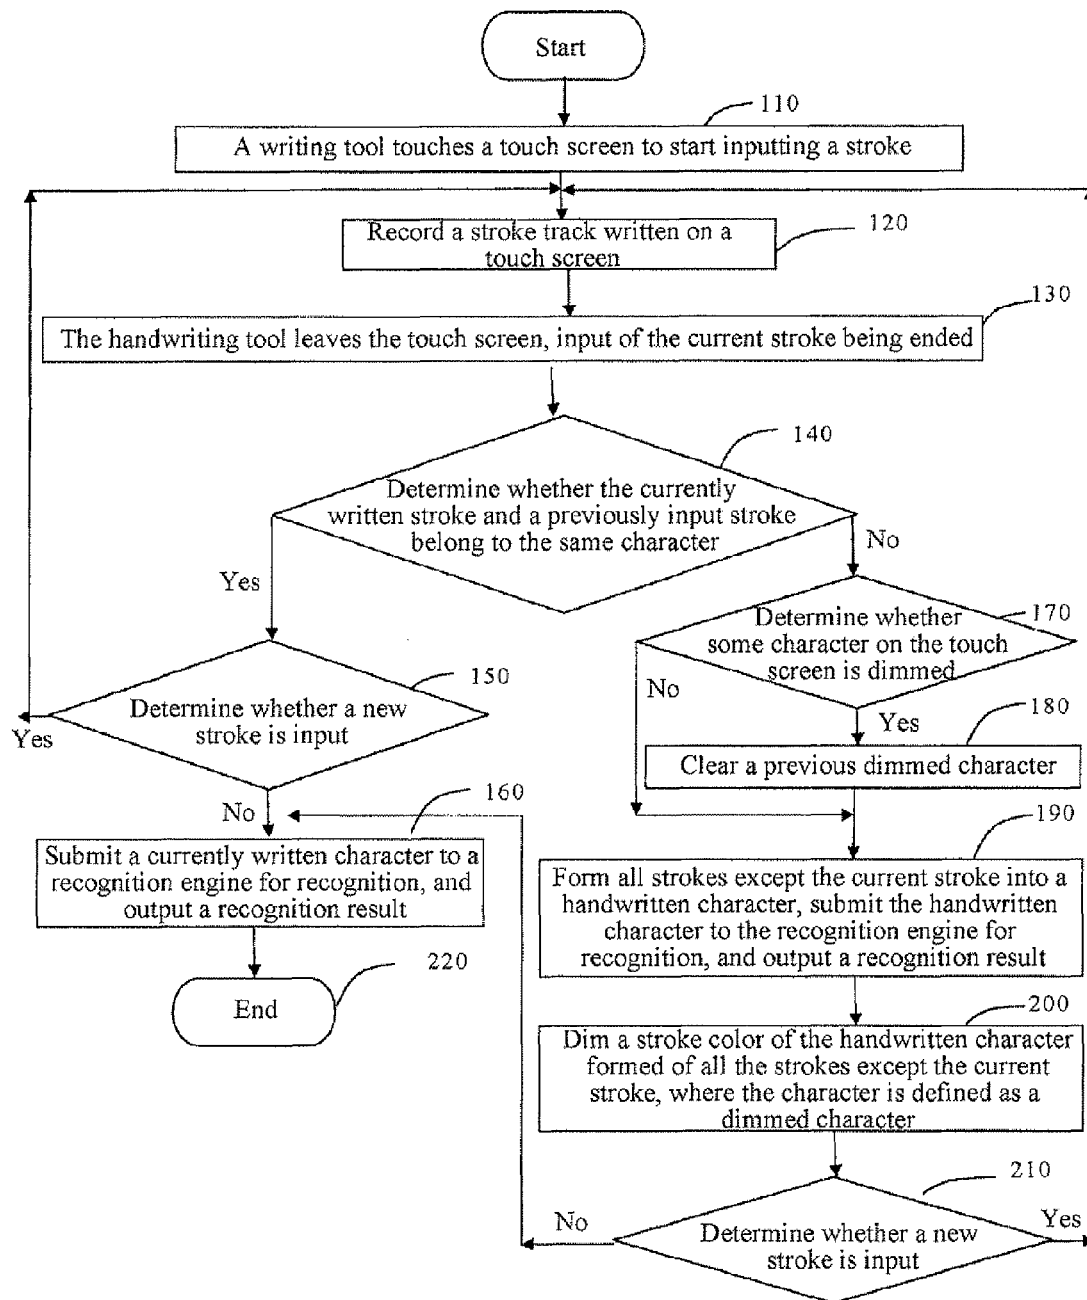 Start
110
A writing tool touches a touch screen to start inputting a stroke
Record a stroke track written on a
touch screen
120
130
The handwriting tool leaves the touch screen, input of the current stroke being ended
140
Determine whether the currently
written stroke and a previously input stroke
belong to the same character
Yes
No
170
Determine whether
some character on the touch
screen is dimmed
150
Determine whether a new
stroke is input
Yes
No
No
Yes
180
Clear a previous dimmed character
160
Submit a currently written character to a
recognition engine for recognition, and
output a recognition result
190
Form all strokes except the current stroke into a
handwritten character, submit the handwritten
character to the recognition engine for
recognition, and output a recognition result
220
End
200
Dim a stroke color of the handwritten character
formed of all the strokes except the current
stroke, where the character is defined as a
dimmed character
210
Determine whether a new
stroke is input
No
Yes